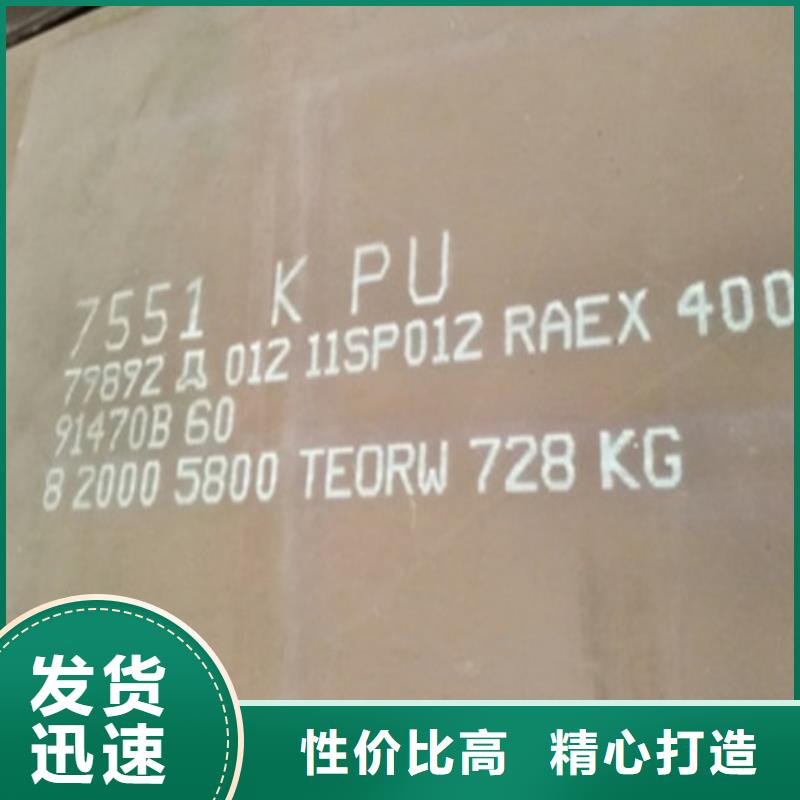 7551 K PU
79892 012 11SP012 RAEX 400
91470B 60
8 2000 5800 TEORW 728 KG
发货
迅速
性价比高 精心打造